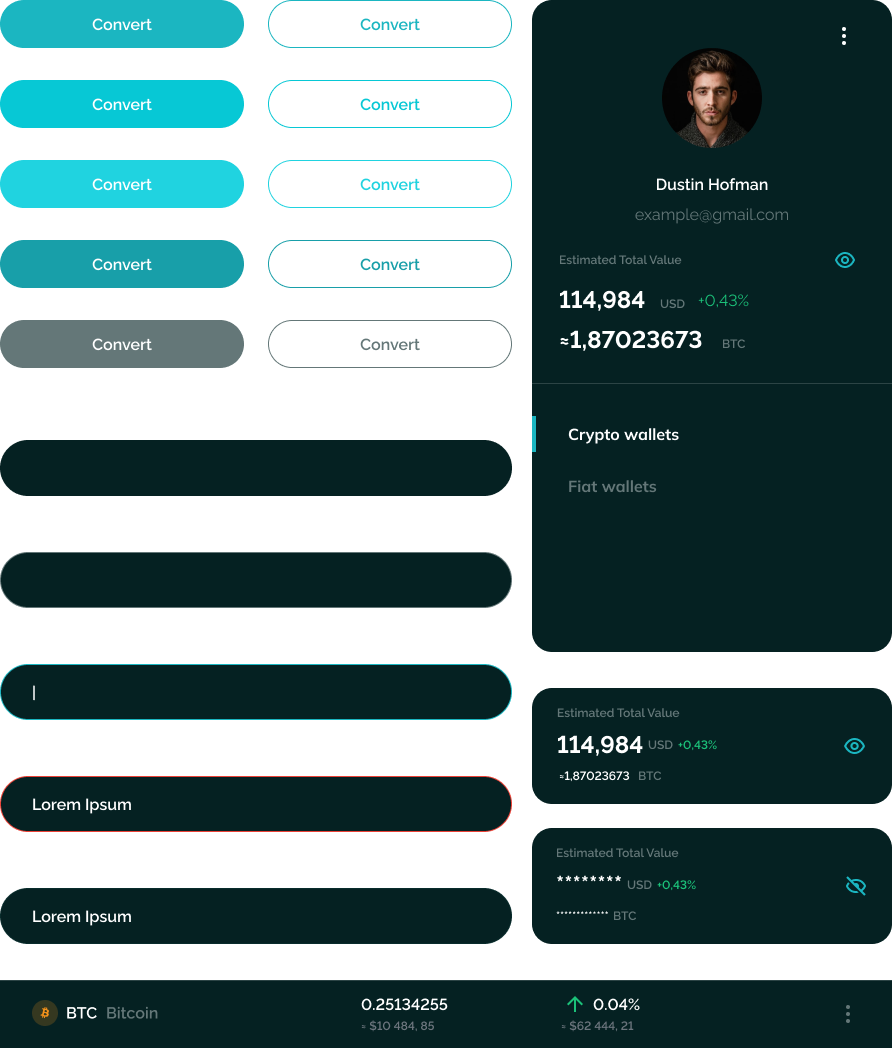 Convert
Convert
Convert
Convert
Convert
Convert
Convert
Convert
Convert
Convert
Lorem Ipsum
Lorem Ipsum
Dustin Hofman
example@gmail.com
Estimated Total Value
114,984 USD +0,43%
≈1,87023673 BTC
Crypto wallets
Fiat wallets
Estimated Total Value
114,984 USD +0,43%
≈1,87023673 BTC
Estimated Total Value
******** USD +0,43%
************* BTC
BTC Bitcoin 0.25134255 0.04%
≈ $10 484, 85 ≈ $62 444, 21